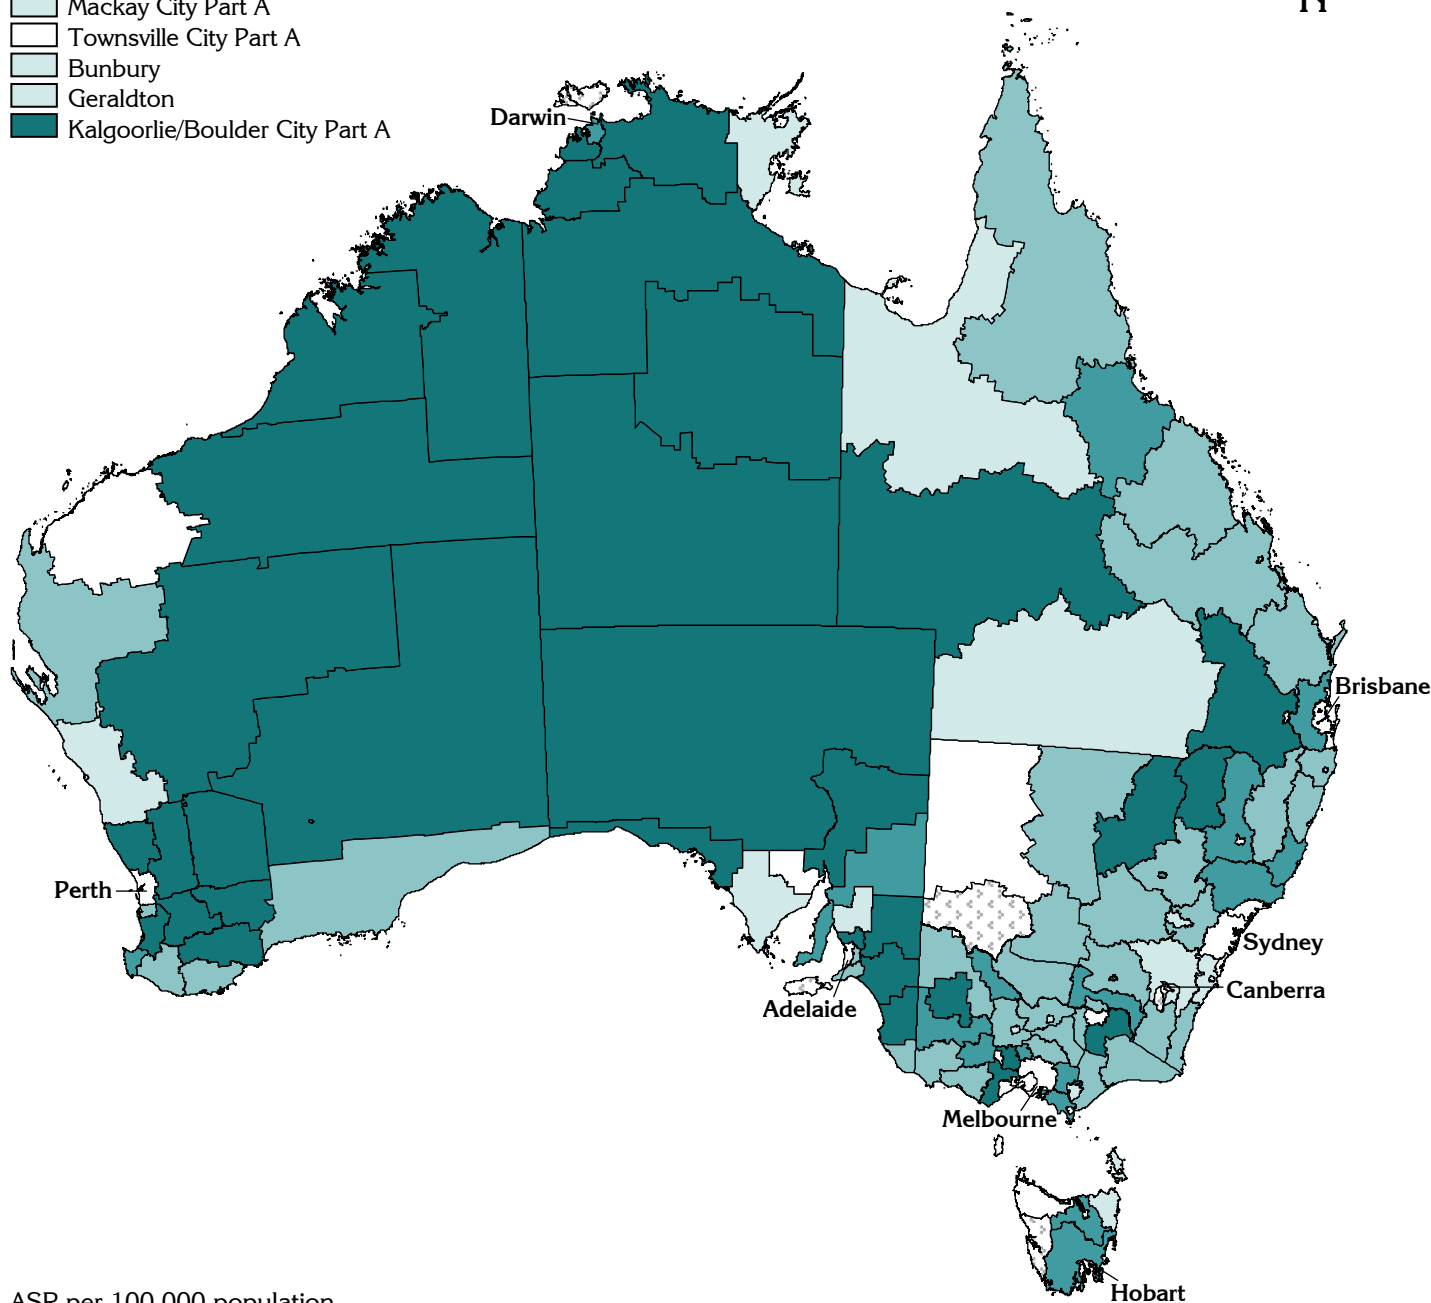 Mackay City Part A
Townsville City Part A
Bunbury
Geraldton
Kalgoorlie/Boulder City Part A
Darwin
Brisbane
Perth
Sydney
Canberra
Adelaide
Melbourne
Hobart
ASR per 100,000 population